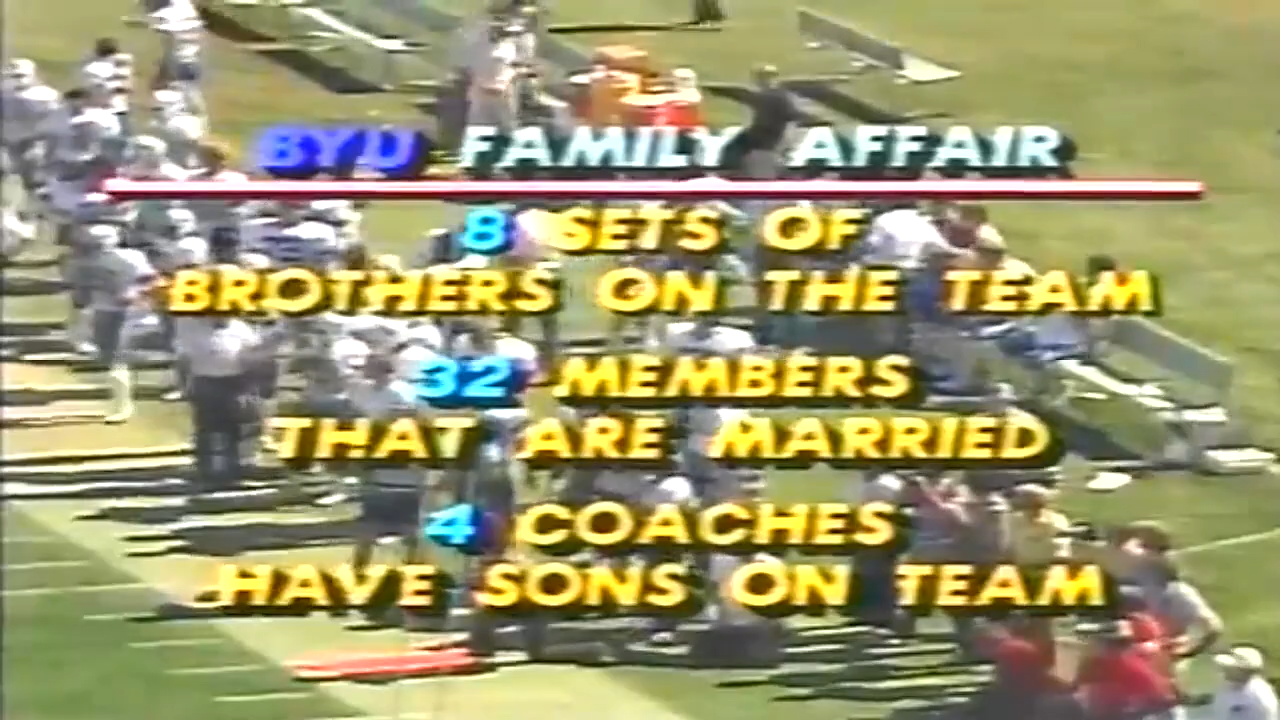 BYU FAMILY AFFAIR
8 SETS OF
BROTHERS ON THE TEAM
32 MEMBERS
THAT ARE MARRIED
4 COACHES
HAVE SONS ON TEAM